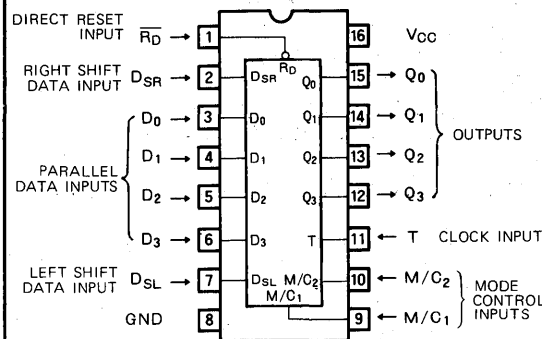 DIRECT RESET
INPUT R̅D̅ → 1
16 VCC
RIGHT SHIFT
DATA INPUT DSR → 2
15 → Q0
D0 → 3
14 → Q1
D1 → 4
13 → Q2
PARALLEL
DATA INPUTS
D2 → 5
12 → Q3
OUTPUTS
D3 → 6
11 ← T CLOCK INPUT
LEFT SHIFT
DATA INPUT DSL → 7
10 ← M/C2
GND 8
9 ← M/C1
MODE
CONTROL
INPUTS
RD
DSR Q0
D0 Q1
D1 Q2
D2 Q3
D3 T
DSL M/C2
M/C1